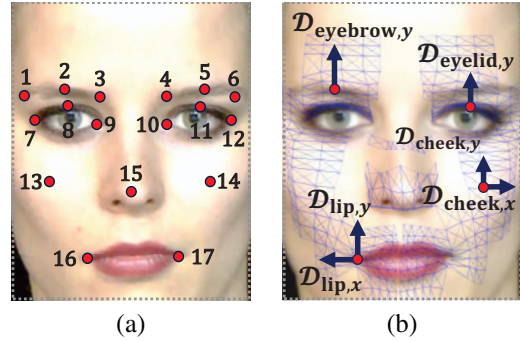 1 2 3 4 5 6
7 8 9 10 11 12
13 14
15
16 17
(a)
𝒟eyebrow,y
𝒟eyelid,y
𝒟cheek,y
𝒟cheek,x
𝒟lip,y
𝒟lip,x
(b)